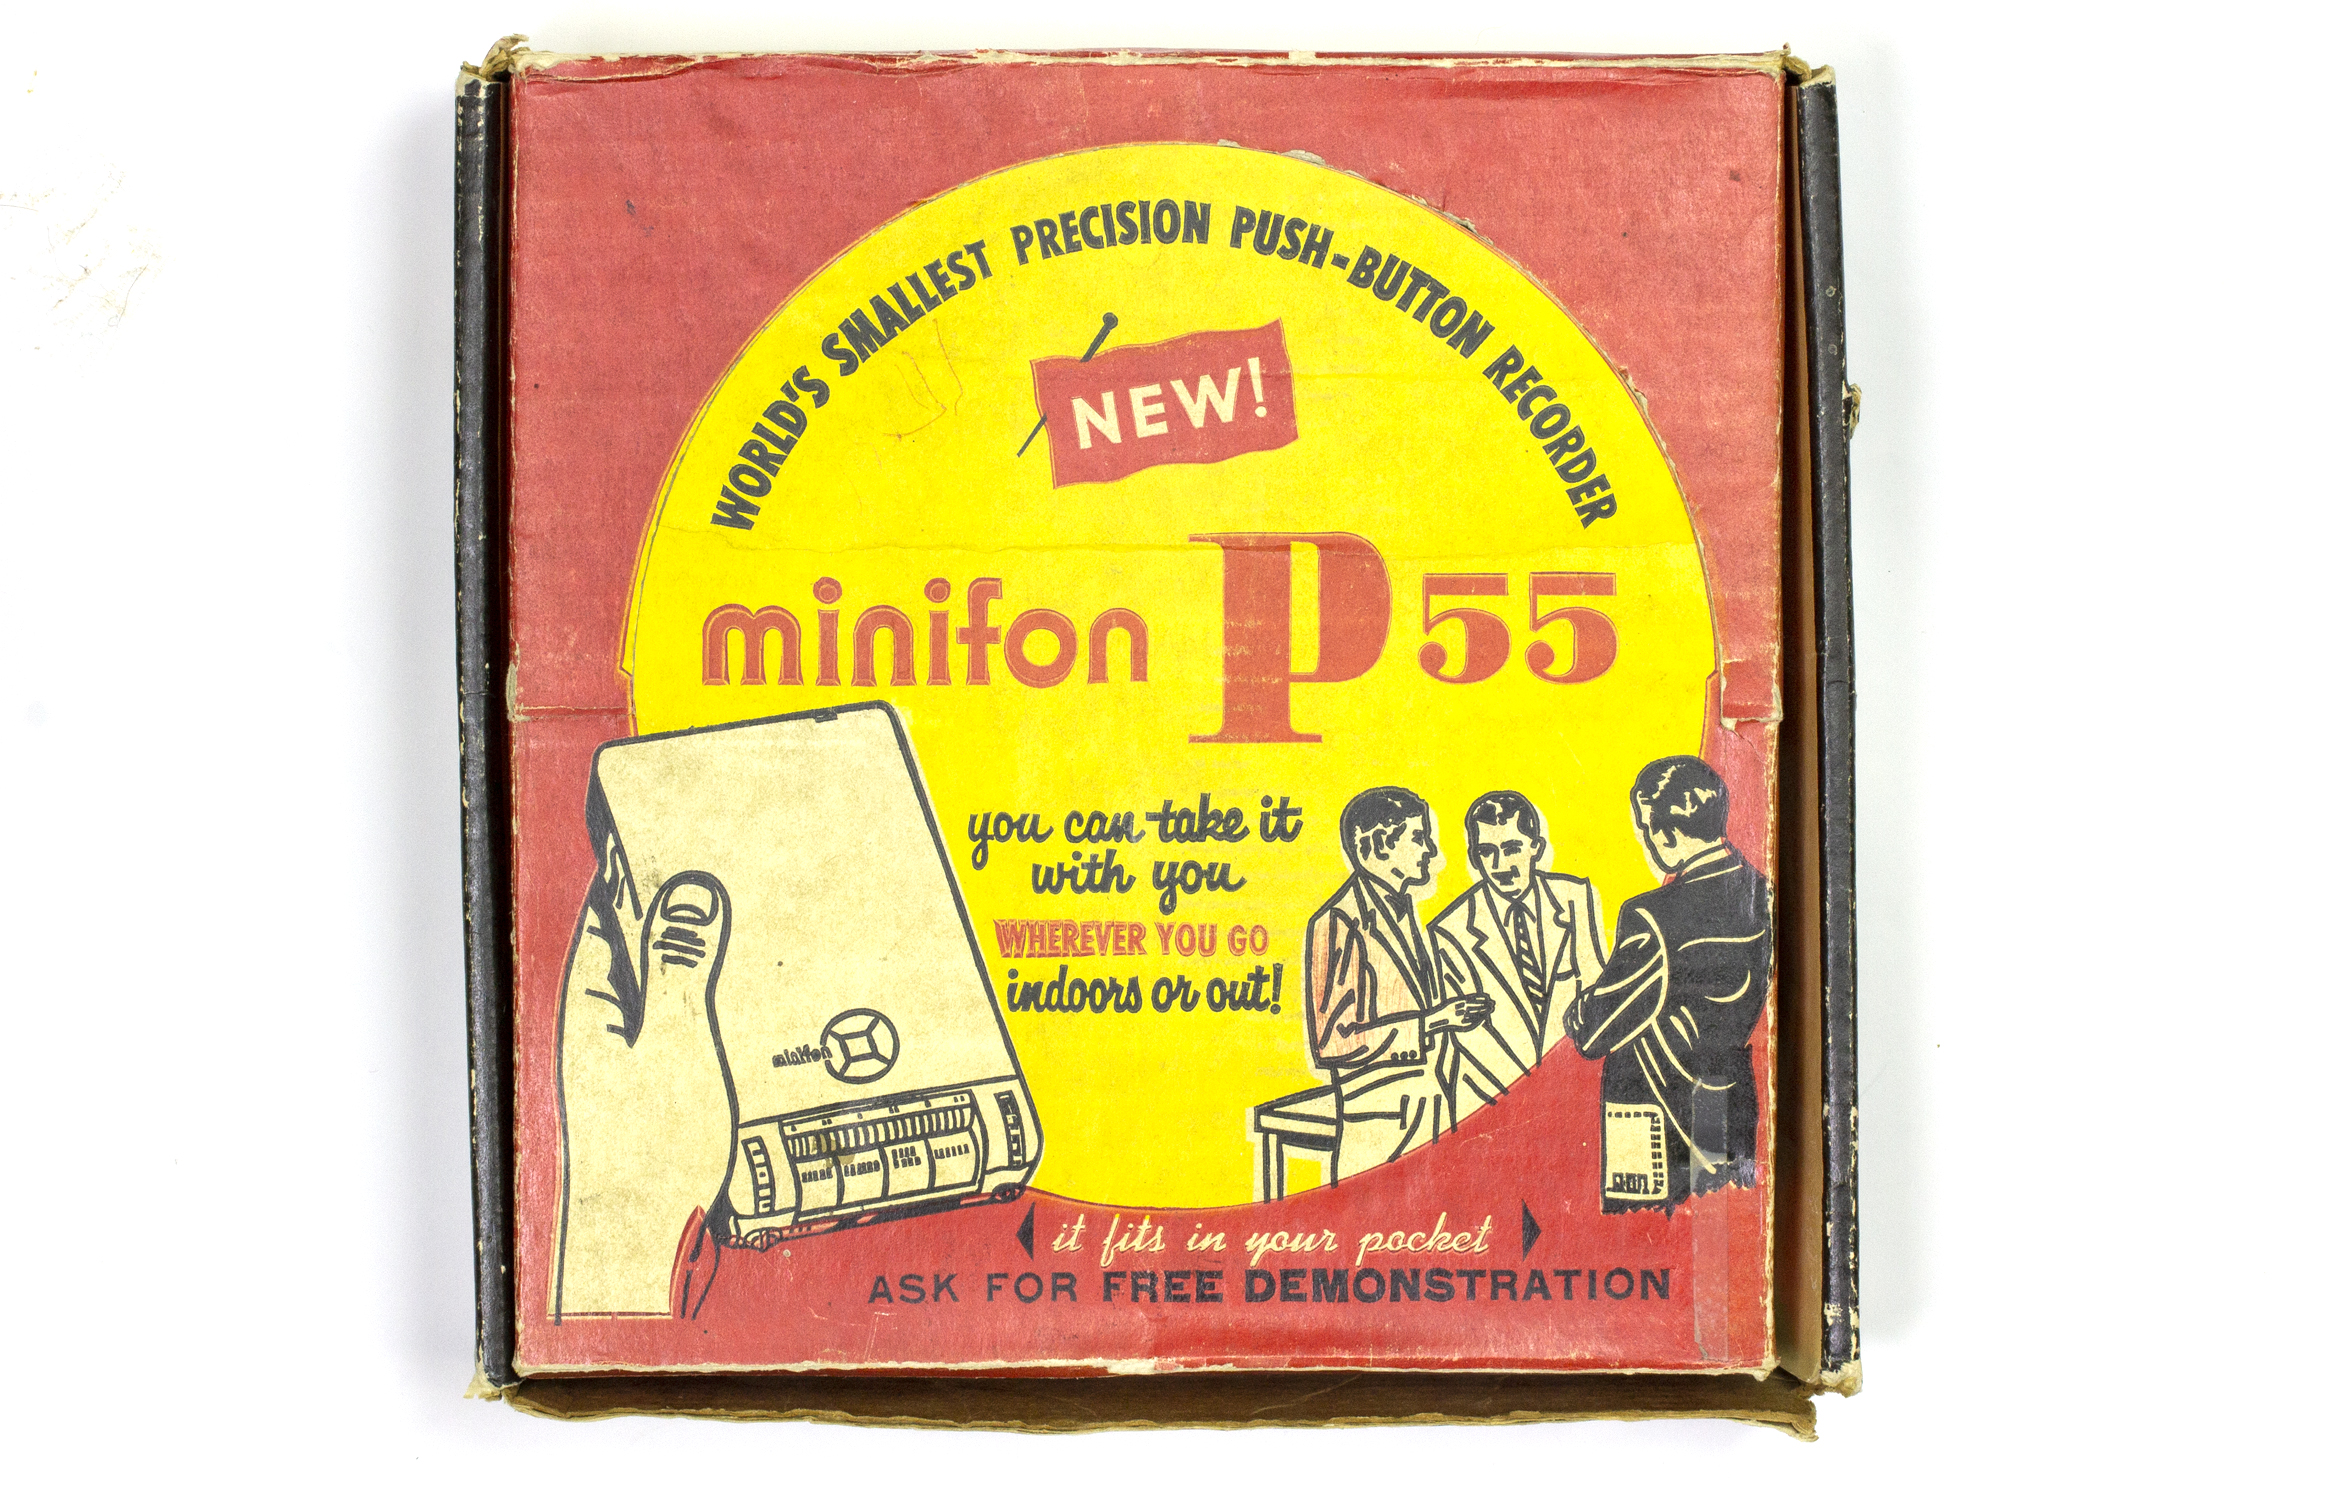 WORLD'S SMALLEST PRECISION PUSH-BUTTON RECORDER
NEW!
minifon P55
you can take it
with you
WHEREVER YOU GO
indoors or out!
minifon
it fits in your pocket
ASK FOR FREE DEMONSTRATION